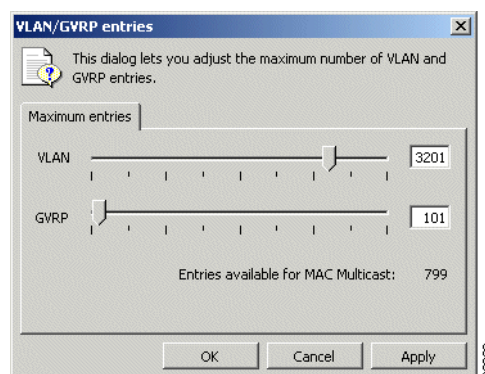 VLAN/GVRP entries
This dialog lets you adjust the maximum number of VLAN and
GVRP entries.
Maximum entries
VLAN 3201
GVRP 101
Entries available for MAC Multicast: 799
OK Cancel Apply